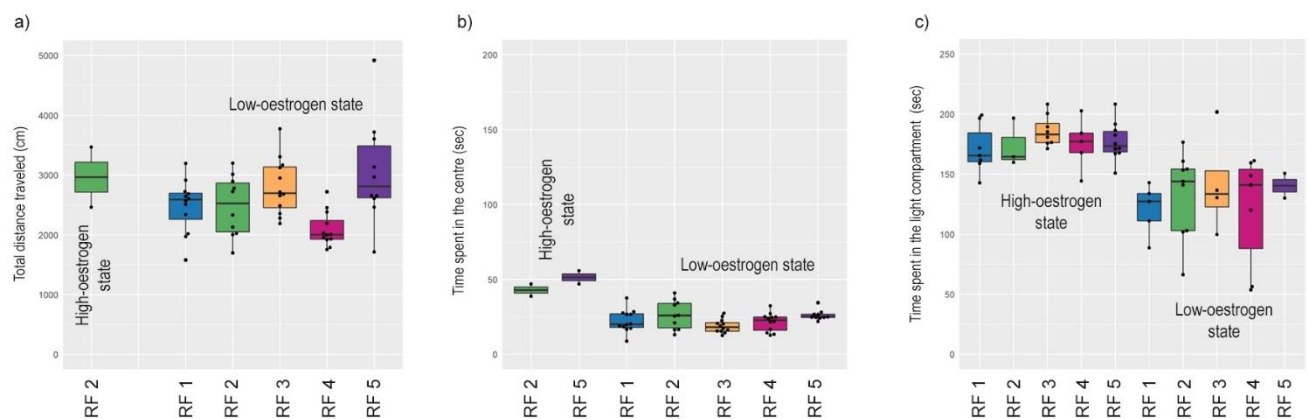 a)
Total distance traveled (cm)
5000
4000
3000
2000
1000
0
High-oestrogen
state
Low-oestrogen state
RF 2
RF 1
RF 2
RF 3
RF 4
RF 5
b)
Time spent in the centre (sec)
200
150
100
50
0
High-oestrogen
state
Low-oestrogen state
RF 2
RF 5
RF 1
RF 2
RF 3
RF 4
RF 5
c)
Time spent in the light compartment (sec)
250
200
150
100
50
0
High-oestrogen
state
Low-oestrogen
state
RF 1
RF 2
RF 3
RF 4
RF 5
RF 1
RF 2
RF 3
RF 4
RF 5